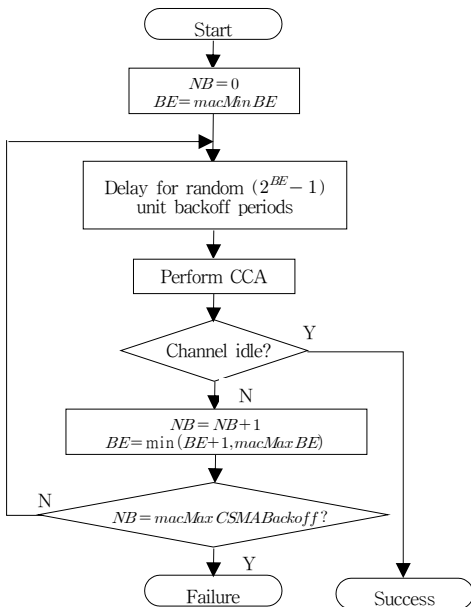 Start
NB=0
BE=macMinBE
Delay for random (2^BE−1)
unit backoff periods
Perform CCA
Y
Channel idle?
N
NB=NB+1
BE=min(BE+1,macMaxBE)
N
NB=macMaxCSMABackoff?
Y
Failure
Success